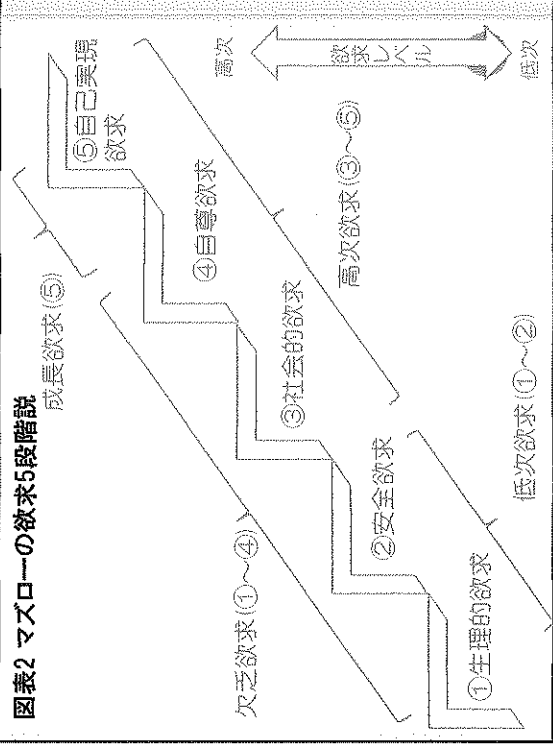 図表2 マズローの欲求5段階説
成長欲求(⑤)
欠乏欲求(①～④)
⑤自己実現
欲求
④自尊欲求
③社会的欲求
②安全欲求
①生理的欲求
高次欲求(③～⑤)
低次欲求(①～②)
高次
欲求レベル
低次